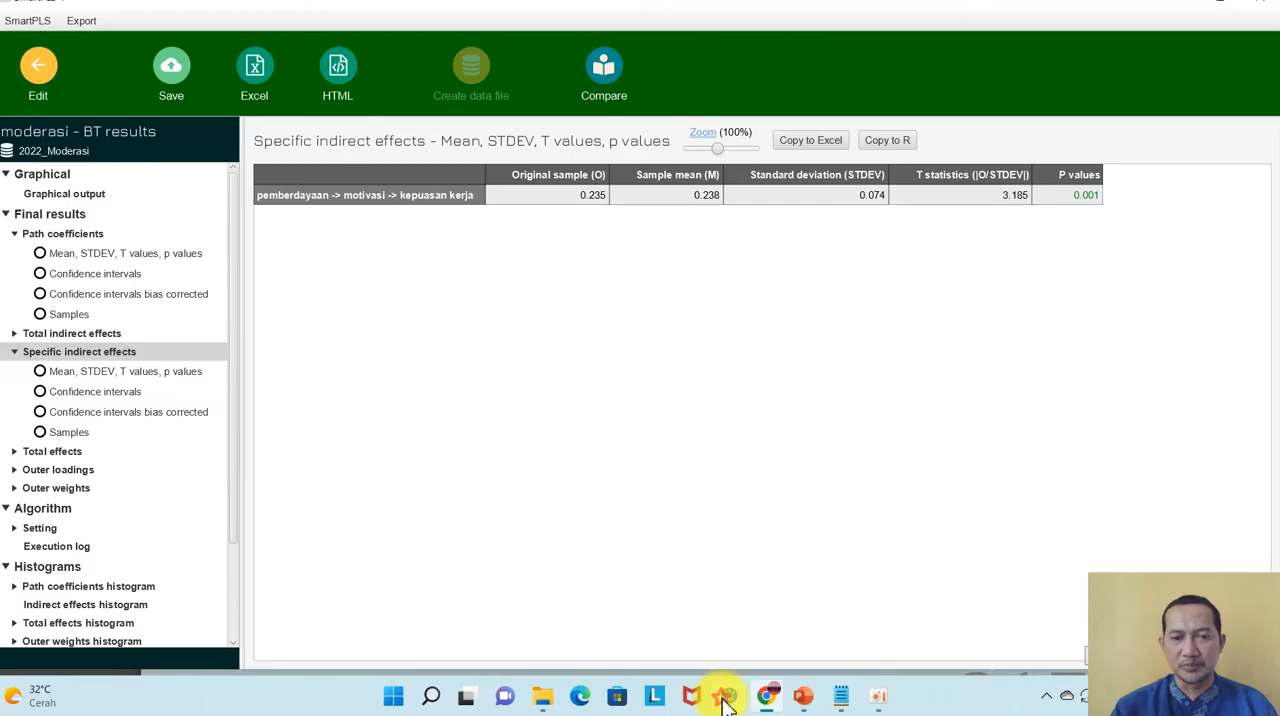 SmartPLS Export
Edit Save Excel HTML Create data file Compare
moderasi - BT results
2022_Moderasi
Graphical
Graphical output
Final results
Path coefficients
Mean, STDEV, T values, p values
Confidence intervals
Confidence intervals bias corrected
Samples
Total indirect effects
Specific indirect effects
Mean, STDEV, T values, p values
Confidence intervals
Confidence intervals bias corrected
Samples
Total effects
Outer loadings
Outer weights
Algorithm
Setting
Execution log
Histograms
Path coefficients histogram
Indirect effects histogram
Total effects histogram
Outer weights histogram
Specific indirect effects - Mean, STDEV, T values, p values Zoom (100%) Copy to Excel Copy to R
Original sample (O) Sample mean (M) Standard deviation (STDEV) T statistics (|O/STDEV|) P values
pemberdayaan -> motivasi -> kepuasan kerja 0.235 0.238 0.074 3.185 0.001
32°C
Cerah